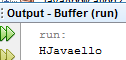 Output - Buffer (run)
run:
HJavaello